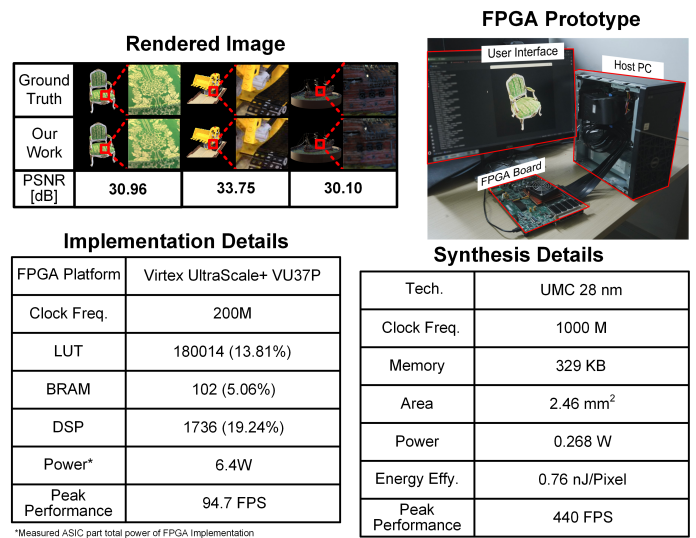 Rendered Image
Ground Truth
Our Work
PSNR [dB] 30.96 33.75 30.10
FPGA Prototype
User Interface
Host PC
FPGA Board
Implementation Details
FPGA Platform Virtex UltraScale+ VU37P
Clock Freq. 200M
LUT 180014 (13.81%)
BRAM 102 (5.06%)
DSP 1736 (19.24%)
Power* 6.4W
Peak Performance 94.7 FPS
*Measured ASIC part total power of FPGA Implementation
Synthesis Details
Tech. UMC 28 nm
Clock Freq. 1000 M
Memory 329 KB
Area 2.46 mm²
Power 0.268 W
Energy Effy. 0.76 nJ/Pixel
Peak Performance 440 FPS